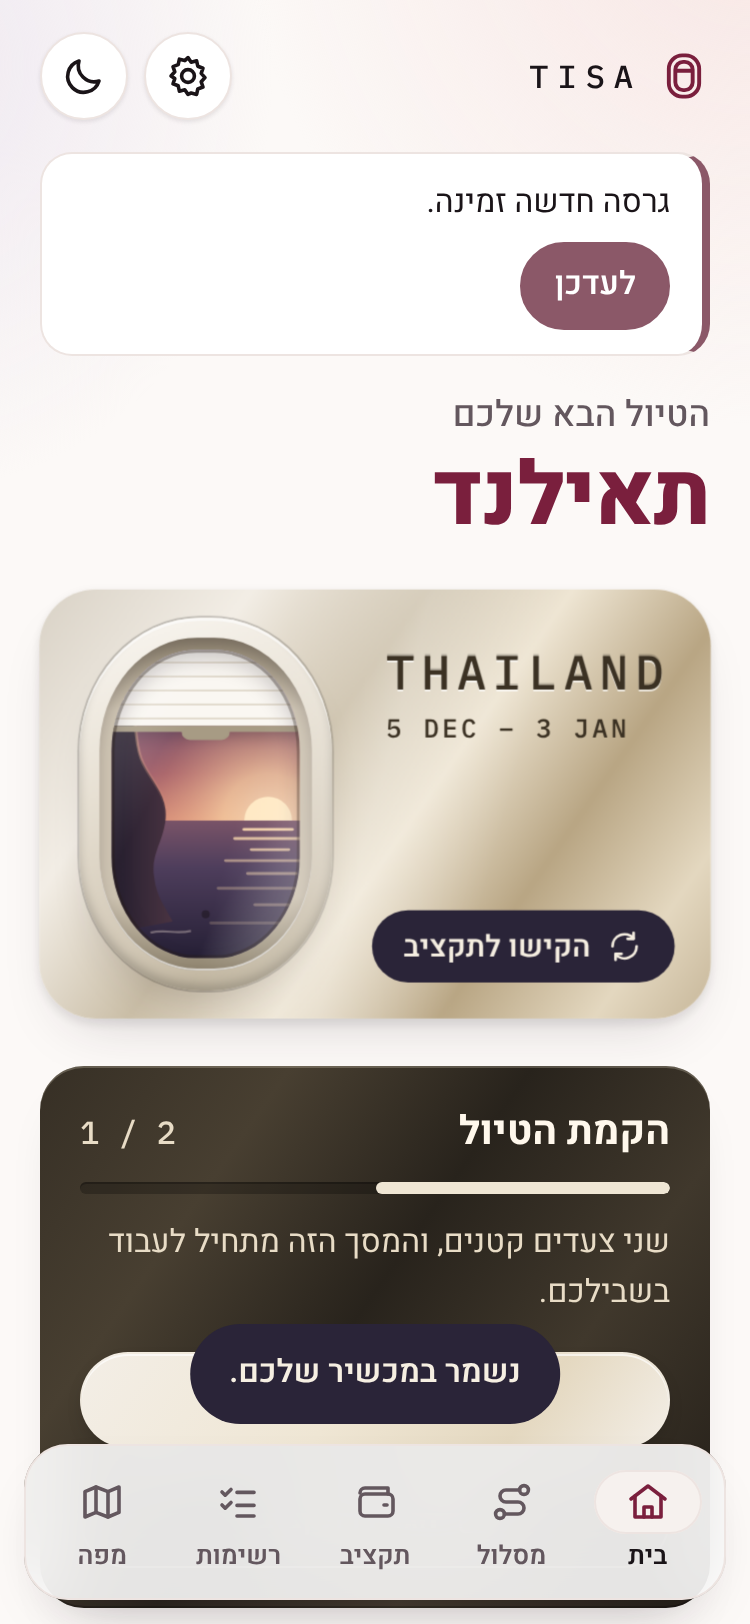 TISA
גרסה חדשה זמינה.
לעדכן
הטיול הבא שלכם
תאילנד
THAILAND
5 DEC – 3 JAN
הקישו לתקציב
הקמת הטיול
1 / 2
שני צעדים קטנים, והמסך הזה מתחיל לעבוד
בשבילכם.
נשמר במכשיר שלכם.
בית
מסלול
תקציב
רשימות
מפה